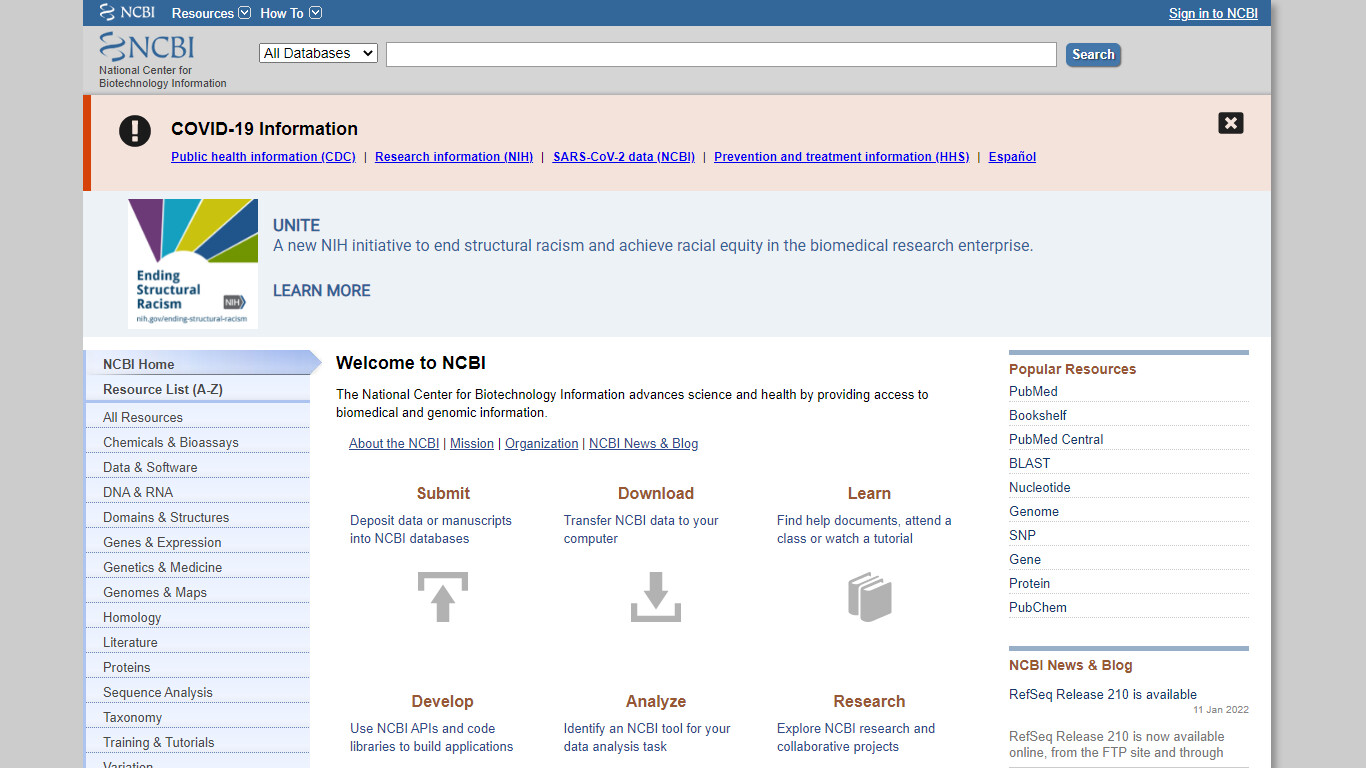 NCBI Resources How To Sign in to NCBI
NCBI
National Center for
Biotechnology Information
All Databases Search
COVID-19 Information
Public health information (CDC) | Research information (NIH) | SARS-CoV-2 data (NCBI) | Prevention and treatment information (HHS) | Español
Ending
Structural
Racism
NIH
nih.gov/ending-structural-racism
UNITE
A new NIH initiative to end structural racism and achieve racial equity in the biomedical research enterprise.
LEARN MORE
NCBI Home
Resource List (A-Z)
All Resources
Chemicals & Bioassays
Data & Software
DNA & RNA
Domains & Structures
Genes & Expression
Genetics & Medicine
Genomes & Maps
Homology
Literature
Proteins
Sequence Analysis
Taxonomy
Training & Tutorials
Variation
Welcome to NCBI
The National Center for Biotechnology Information advances science and health by providing access to
biomedical and genomic information.
About the NCBI | Mission | Organization | NCBI News & Blog
Submit
Deposit data or manuscripts
into NCBI databases
Download
Transfer NCBI data to your
computer
Learn
Find help documents, attend a
class or watch a tutorial
Develop
Use NCBI APIs and code
libraries to build applications
Analyze
Identify an NCBI tool for your
data analysis task
Research
Explore NCBI research and
collaborative projects
Popular Resources
PubMed
Bookshelf
PubMed Central
BLAST
Nucleotide
Genome
SNP
Gene
Protein
PubChem
NCBI News & Blog
RefSeq Release 210 is available
11 Jan 2022
RefSeq Release 210 is now available
online, from the FTP site and through